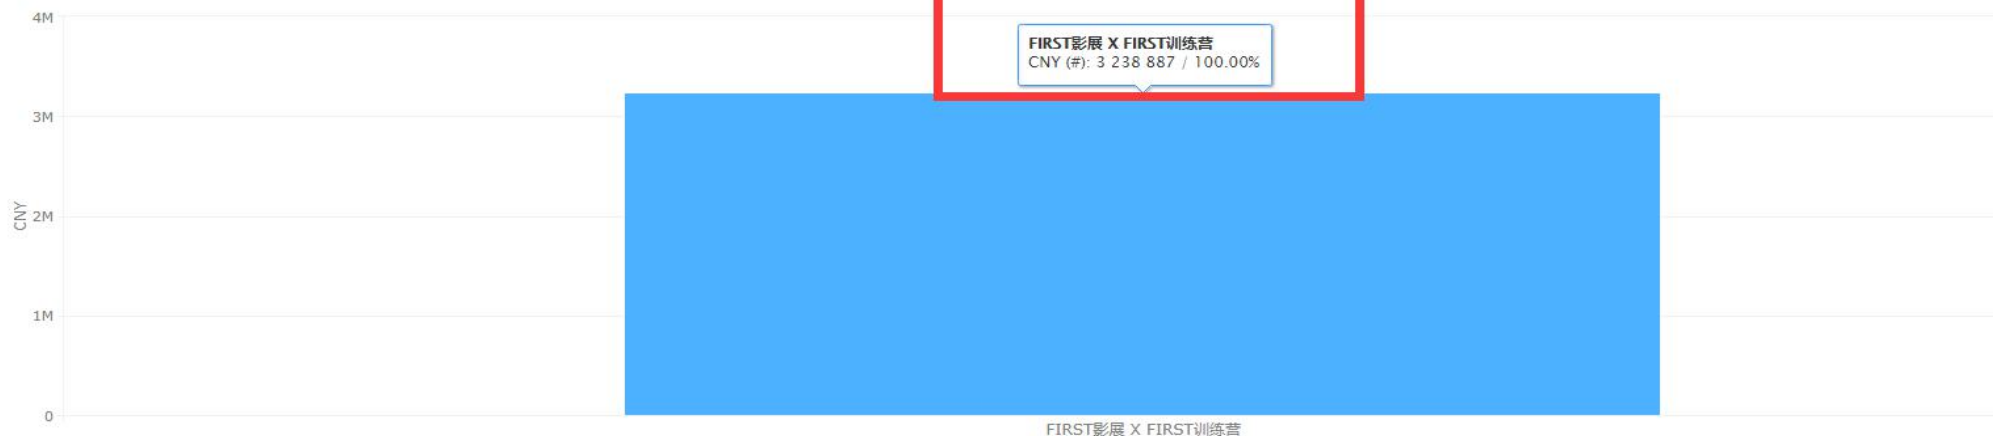 4M
FIRST影展 X FIRST训练营
CNY (#): 3 238 887 / 100.00%
3M
CNY
2M
1M
0
FIRST影展 X FIRST训练营